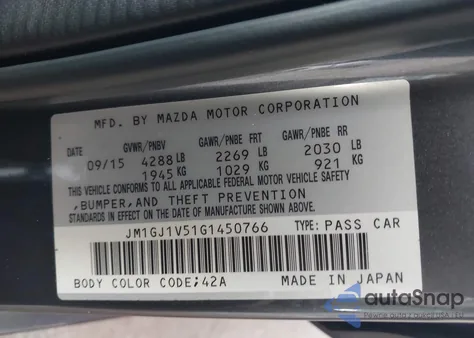 MFD. BY MAZDA MOTOR CORPORATION
DATE GVWR/PNBV GAWR/PNBE FRT GAWR/PNBE RR
09/15 4288 LB 2269 LB 2030 LB
1945 KG 1029 KG 921 KG
THIS VEHICLE CONFORMS TO ALL APPLICABLE FEDERAL MOTOR VEHICLE SAFETY
,BUMPER,AND THEFT PREVENTION
STANDARDS IN EFFECT ON THE DATE OF MANUFACTURE SHOWN ABOVE.
JM1GJ1V51G1450766 TYPE: PASS CAR
BODY COLOR CODE;42A MADE IN JAPAN
autoSnap